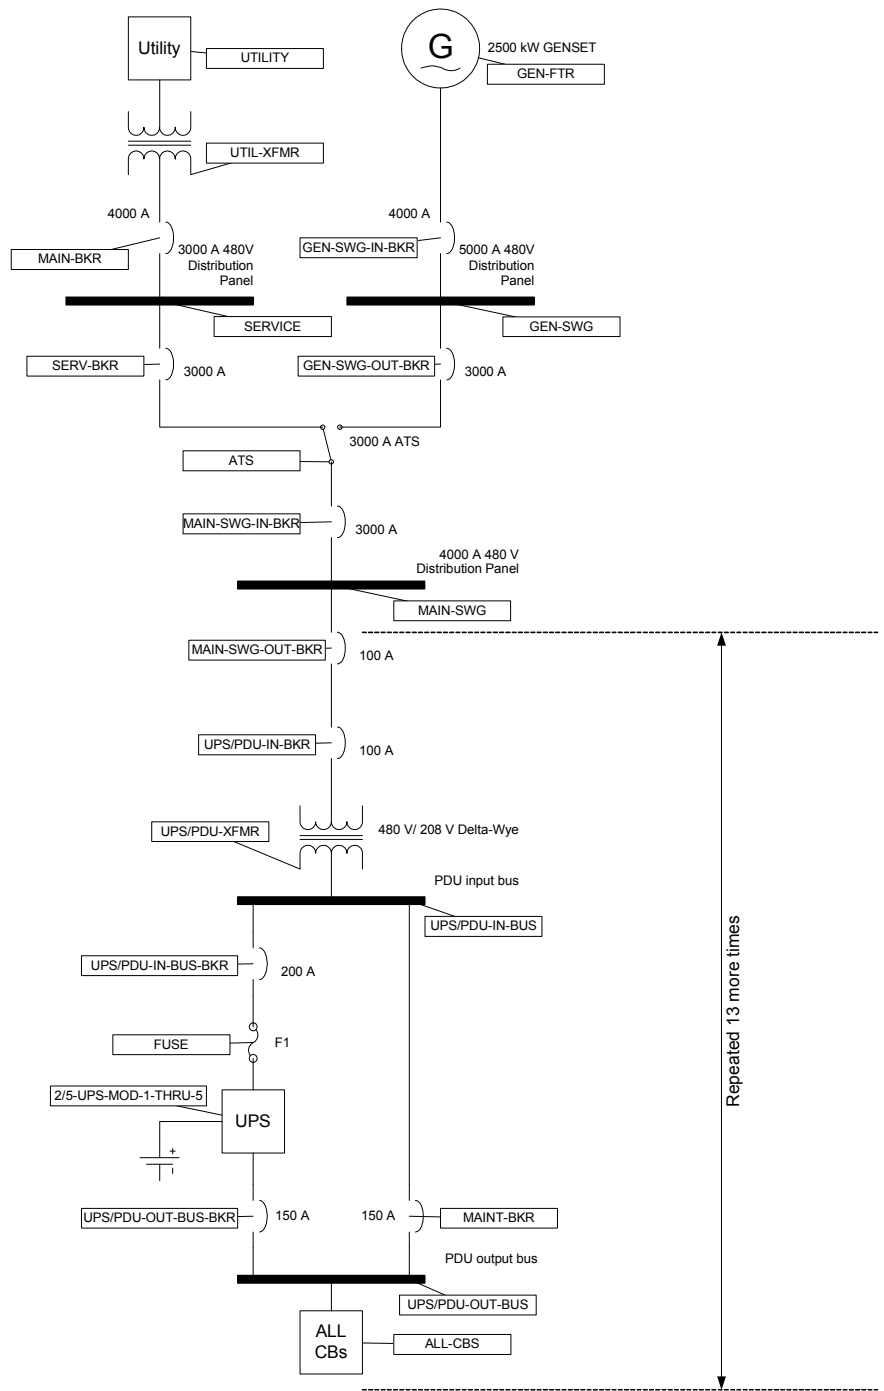 Utility
UTILITY
G
2500 kW GENSET
GEN-FTR
UTIL-XFMR
4000 A
MAIN-BKR
3000 A 480V
Distribution
Panel
4000 A
GEN-SWG-IN-BKR
5000 A 480V
Distribution
Panel
SERVICE
GEN-SWG
SERV-BKR
3000 A
GEN-SWG-OUT-BKR
3000 A
3000 A ATS
ATS
MAIN-SWG-IN-BKR
3000 A
4000 A 480 V
Distribution Panel
MAIN-SWG
MAIN-SWG-OUT-BKR
100 A
UPS/PDU-IN-BKR
100 A
UPS/PDU-XFMR
480 V/ 208 V Delta-Wye
PDU input bus
UPS/PDU-IN-BUS
UPS/PDU-IN-BUS-BKR
200 A
FUSE
F1
2/5-UPS-MOD-1-THRU-5
UPS
+
UPS/PDU-OUT-BUS-BKR
150 A
150 A
MAINT-BKR
PDU output bus
UPS/PDU-OUT-BUS
ALL
CBs
ALL-CBS
Repeated 13 more times